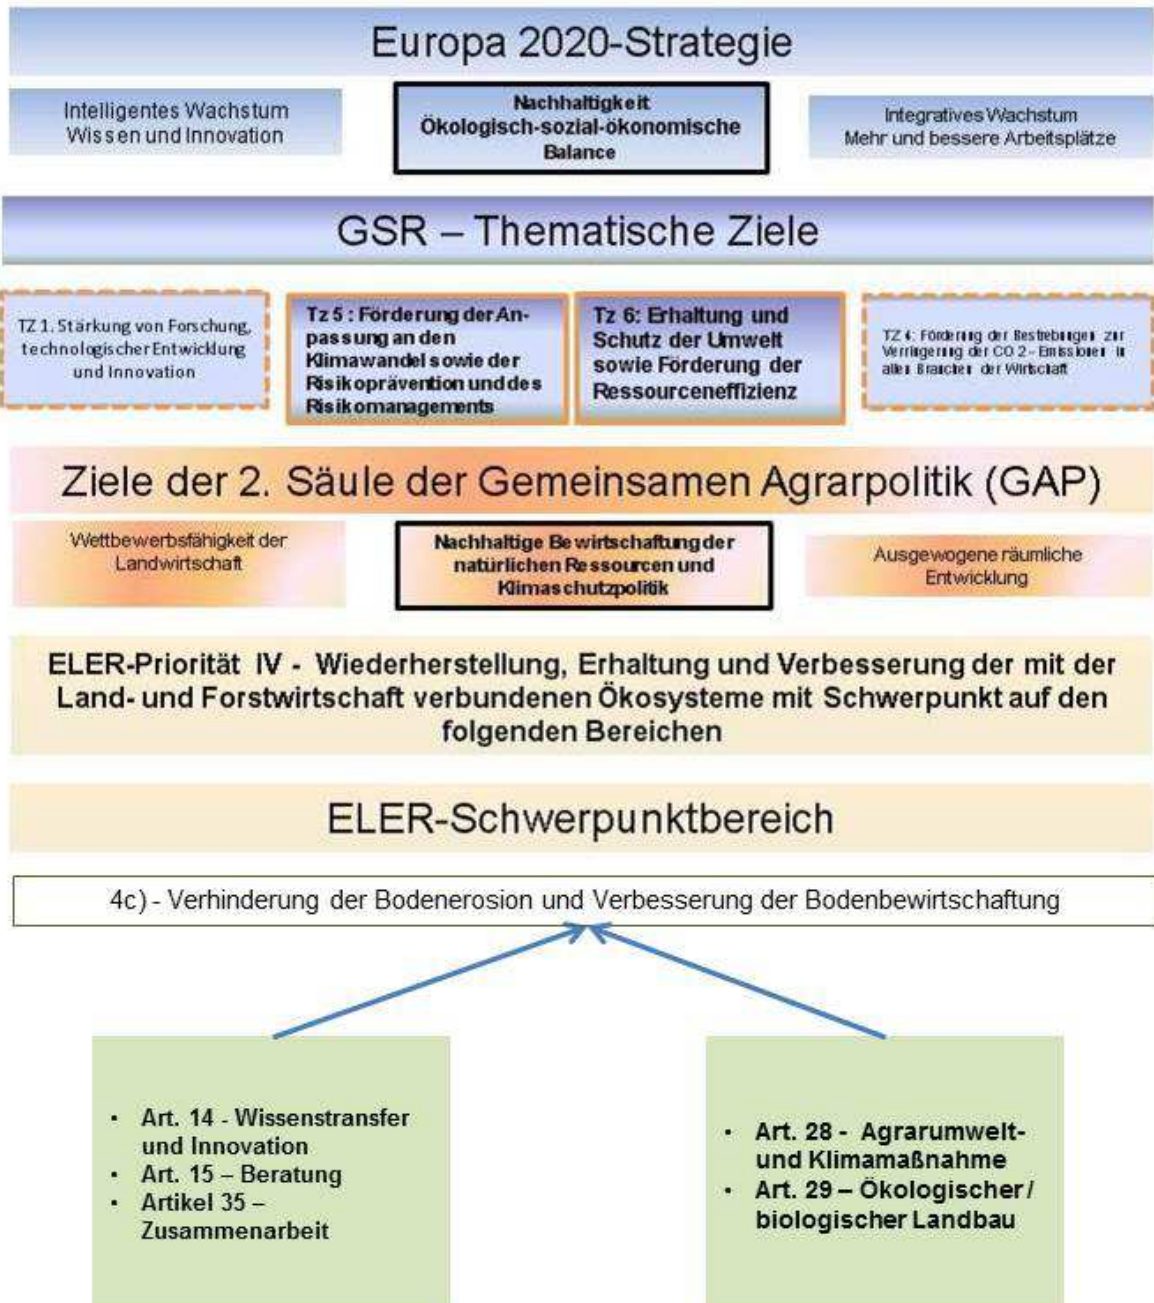 Europa 2020-Strategie
Intelligentes Wachstum
Wissen und Innovation
Nachhaltigkeit
Ökologisch-sozial-ökonomische
Balance
Integratives Wachstum
Mehr und bessere Arbeitsplätze
GSR – Thematische Ziele
TZ 1. Stärkung von Forschung,
technologischer Entwicklung
und Innovation
Tz 5 : Förderung der An-
passung an den
Klimawandel sowie der
Risikoprävention und des
Risikomanagements
Tz 6: Erhaltung und
Schutz der Umwelt
sowie Förderung der
Ressourceneffizienz
TZ 4: Förderung der Bestrebungen zur
Verringerung der CO 2 - Emissionen in
allen Branchen der Wirtschaft
Ziele der 2. Säule der Gemeinsamen Agrarpolitik (GAP)
Wettbewerbsfähigkeit der
Landwirtschaft
Nachhaltige Bewirtschaftung der
natürlichen Ressourcen und
Klimaschutzpolitik
Ausgewogene räumliche
Entwicklung
ELER-Priorität IV - Wiederherstellung, Erhaltung und Verbesserung der mit der
Land- und Forstwirtschaft verbundenen Ökosysteme mit Schwerpunkt auf den
folgenden Bereichen
ELER-Schwerpunktbereich
4c) - Verhinderung der Bodenerosion und Verbesserung der Bodenbewirtschaftung
• Art. 14 - Wissenstransfer
und Innovation
• Art. 15 – Beratung
• Artikel 35 –
Zusammenarbeit
• Art. 28 - Agrarumwelt-
und Klimamaßnahme
• Art. 29 – Ökologischer /
biologischer Landbau